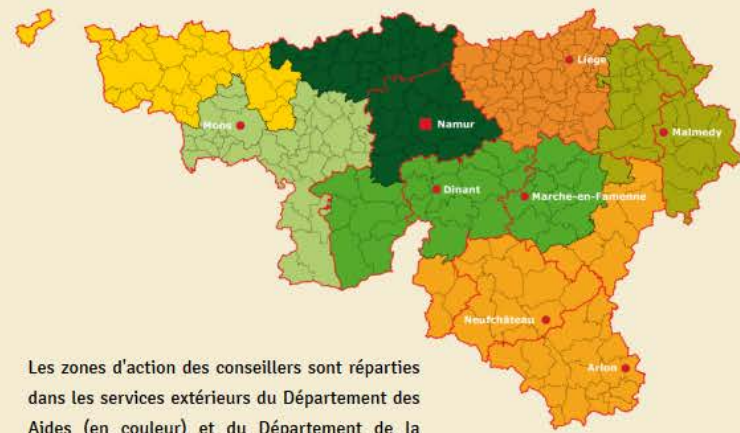 Liège
Mons
Namur
Malmedy
Dinant
Marche-en-Famenne
Neufchâteau
Arlon
Les zones d'action des conseillers sont réparties
dans les services extérieurs du Département des
Aides (en couleur) et du Département de la